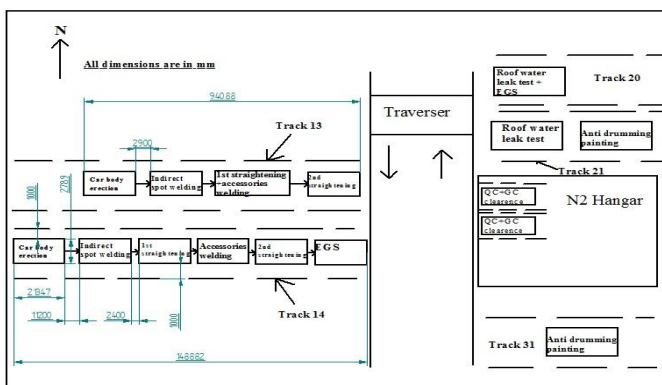 N
All dimensions are in mm
94088
2900
Track 13
Car body
erection
Indirect
spot welding
1st straightening
+accessories
welding
2nd
straightening
1000
2789
Car body
erection
Indirect
spot welding
1st
straightening
Accessories
welding
2nd
straightening
EGS
21347
11200
2400
1000
Track 14
148882
Traverser
Roof water
leak test +
EGS
Track 20
Roof water
leak test
Anti drumming
painting
Track 21
QC+GC
clearence
QC+GC
clearence
N2 Hangar
Track 31
Anti drumming
painting